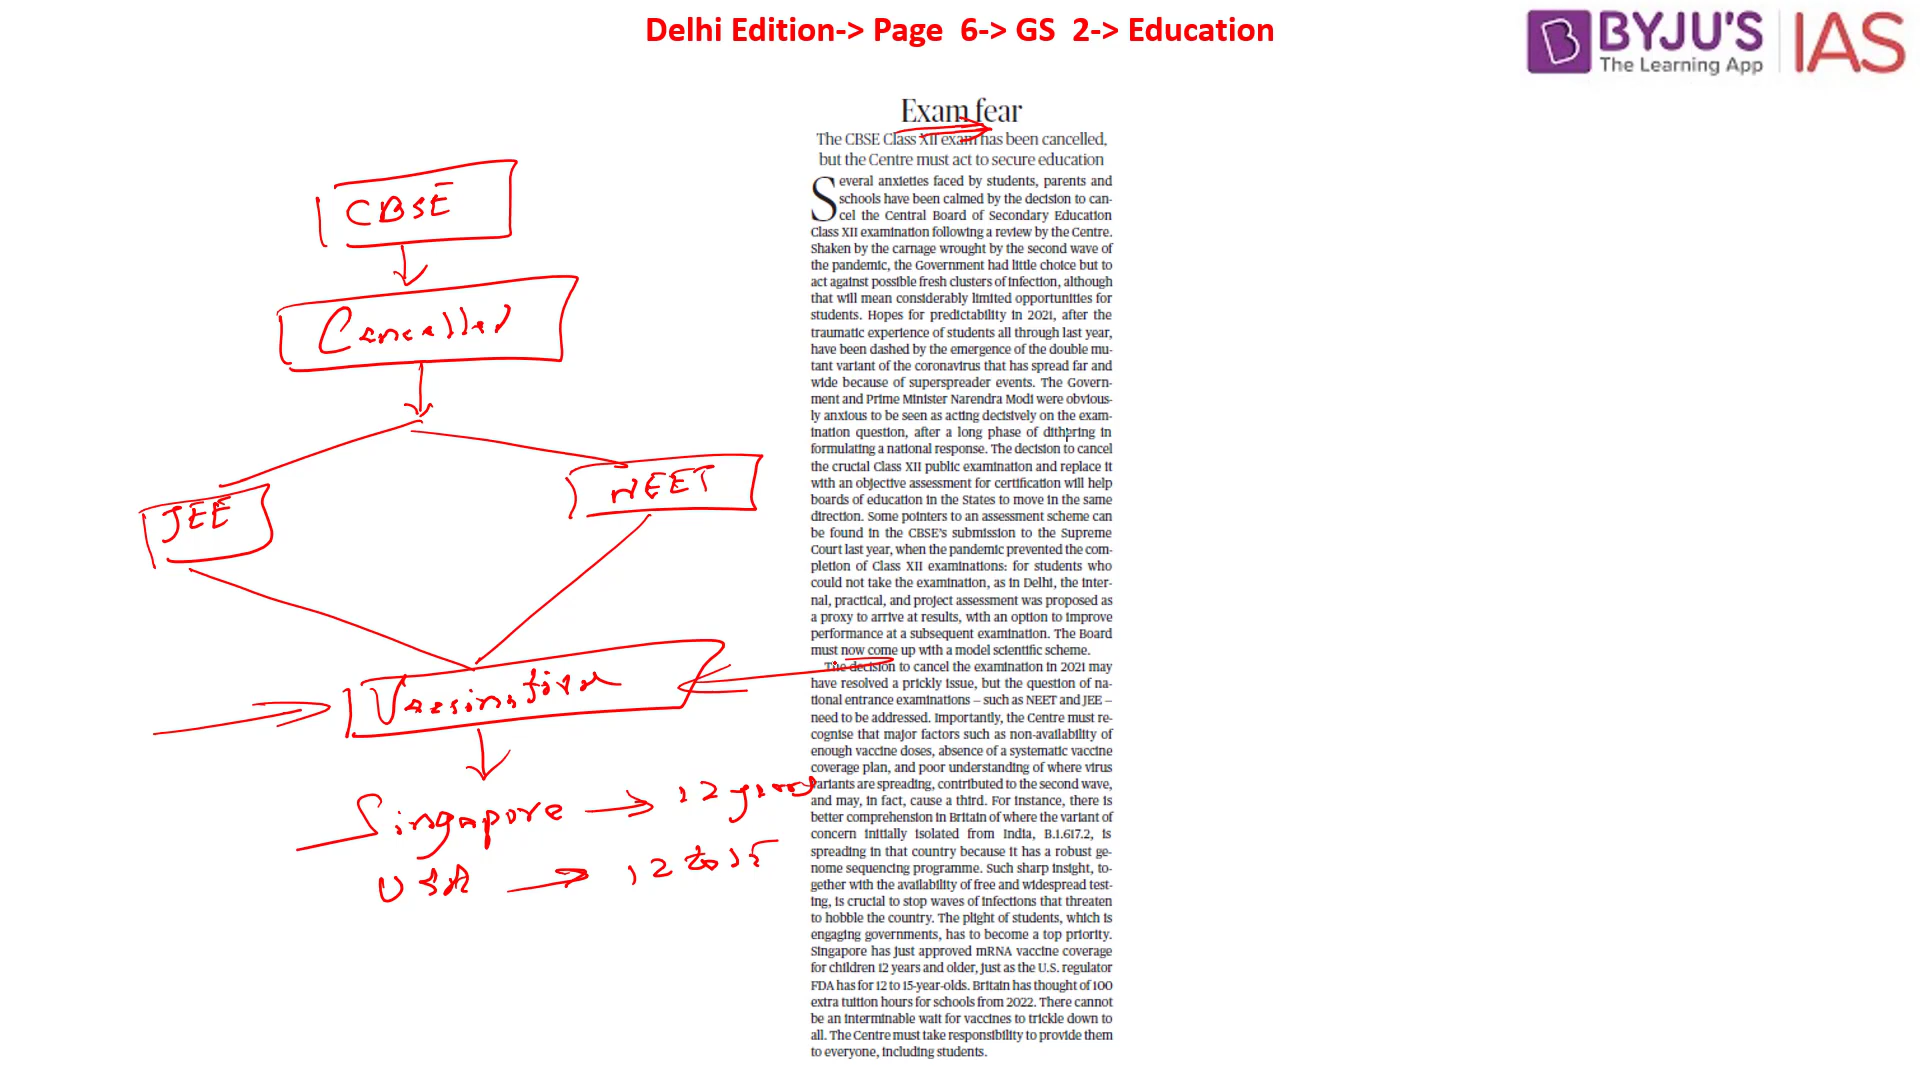 Delhi Edition-> Page 6-> GS 2-> Education
BYJU'S
The Learning App
IAS
CBSE
Cancelled
JEE
NEET
Vaccination
Singapore → 12 years
USA → 12 to 15
Exam fear
The CBSE Class XII exam has been cancelled,
but the Centre must act to secure education
Several anxieties faced by students, parents and
schools have been calmed by the decision to can-
cel the Central Board of Secondary Education
Class XII examination following a review by the Centre.
Shaken by the carnage wrought by the second wave of
the pandemic, the Government had little choice but to
act against possible fresh clusters of infection, although
that will mean considerably limited opportunities for
students. Hopes for predictability in 2021, after the
traumatic experience of students all through last year,
have been dashed by the emergence of the double mu-
tant variant of the coronavirus that has spread far and
wide because of superspreader events. The Govern-
ment and Prime Minister Narendra Modi were obvious-
ly anxious to be seen as acting decisively on the exam-
ination question, after a long phase of dithering in
formulating a national response. The decision to cancel
the crucial Class XII public examination and replace it
with an objective assessment for certification will help
boards of education in the States to move in the same
direction. Some pointers to an assessment scheme can
be found in the CBSE's submission to the Supreme
Court last year, when the pandemic prevented the com-
pletion of Class XII examinations: for students who
could not take the examination, as in Delhi, the inter-
nal, practical, and project assessment was proposed as
a proxy to arrive at results, with an option to improve
performance at a subsequent examination. The Board
must now come up with a model scientific scheme.
The decision to cancel the examination in 2021 may
have resolved a prickly issue, but the question of na-
tional entrance examinations – such as NEET and JEE –
need to be addressed. Importantly, the Centre must re-
cognise that major factors such as non-availability of
enough vaccine doses, absence of a systematic vaccine
coverage plan, and poor understanding of where virus
variants are spreading, contributed to the second wave,
and may, in fact, cause a third. For instance, there is
better comprehension in Britain of where the variant of
concern initially isolated from India, B.1.617.2, is
spreading in that country because it has a robust ge-
nome sequencing programme. Such sharp insight, to-
gether with the availability of free and widespread test-
ing, is crucial to stop waves of infections that threaten
to hobble the country. The plight of students, which is
engaging governments, has to become a top priority.
Singapore has just approved mRNA vaccine coverage
for children 12 years and older, just as the U.S. regulator
FDA has for 12 to 15-year-olds. Britain has thought of 100
extra tuition hours for schools from 2022. There cannot
be an interminable wait for vaccines to trickle down to
all. The Centre must take responsibility to provide them
to everyone, including students.